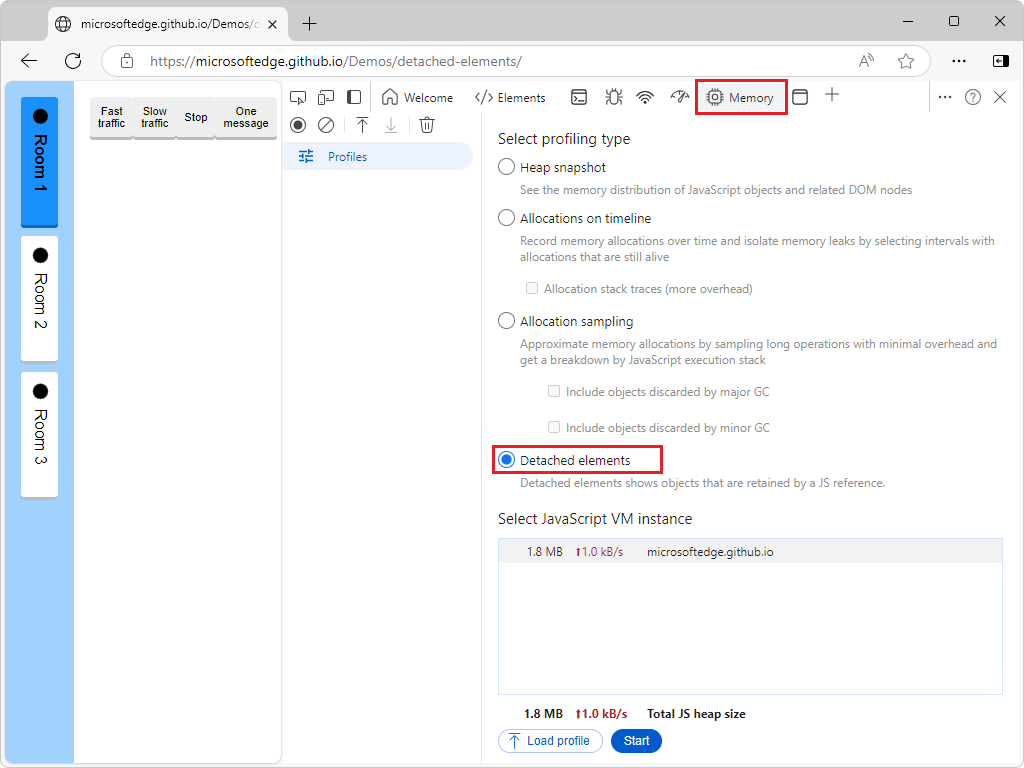 microsoftedge.github.io/Demos/d
https://microsoftedge.github.io/Demos/detached-elements/
Room 1
Room 2
Room 3
Fast traffic
Slow traffic
Stop
One message
Welcome
Elements
Memory
Profiles
Select profiling type
Heap snapshot
See the memory distribution of JavaScript objects and related DOM nodes
Allocations on timeline
Record memory allocations over time and isolate memory leaks by selecting intervals with
allocations that are still alive
Allocation stack traces (more overhead)
Allocation sampling
Approximate memory allocations by sampling long operations with minimal overhead and
get a breakdown by JavaScript execution stack
Include objects discarded by major GC
Include objects discarded by minor GC
Detached elements
Detached elements shows objects that are retained by a JS reference.
Select JavaScript VM instance
1.8 MB ⬆1.0 kB/s microsoftedge.github.io
1.8 MB ⬆1.0 kB/s Total JS heap size
Load profile
Start